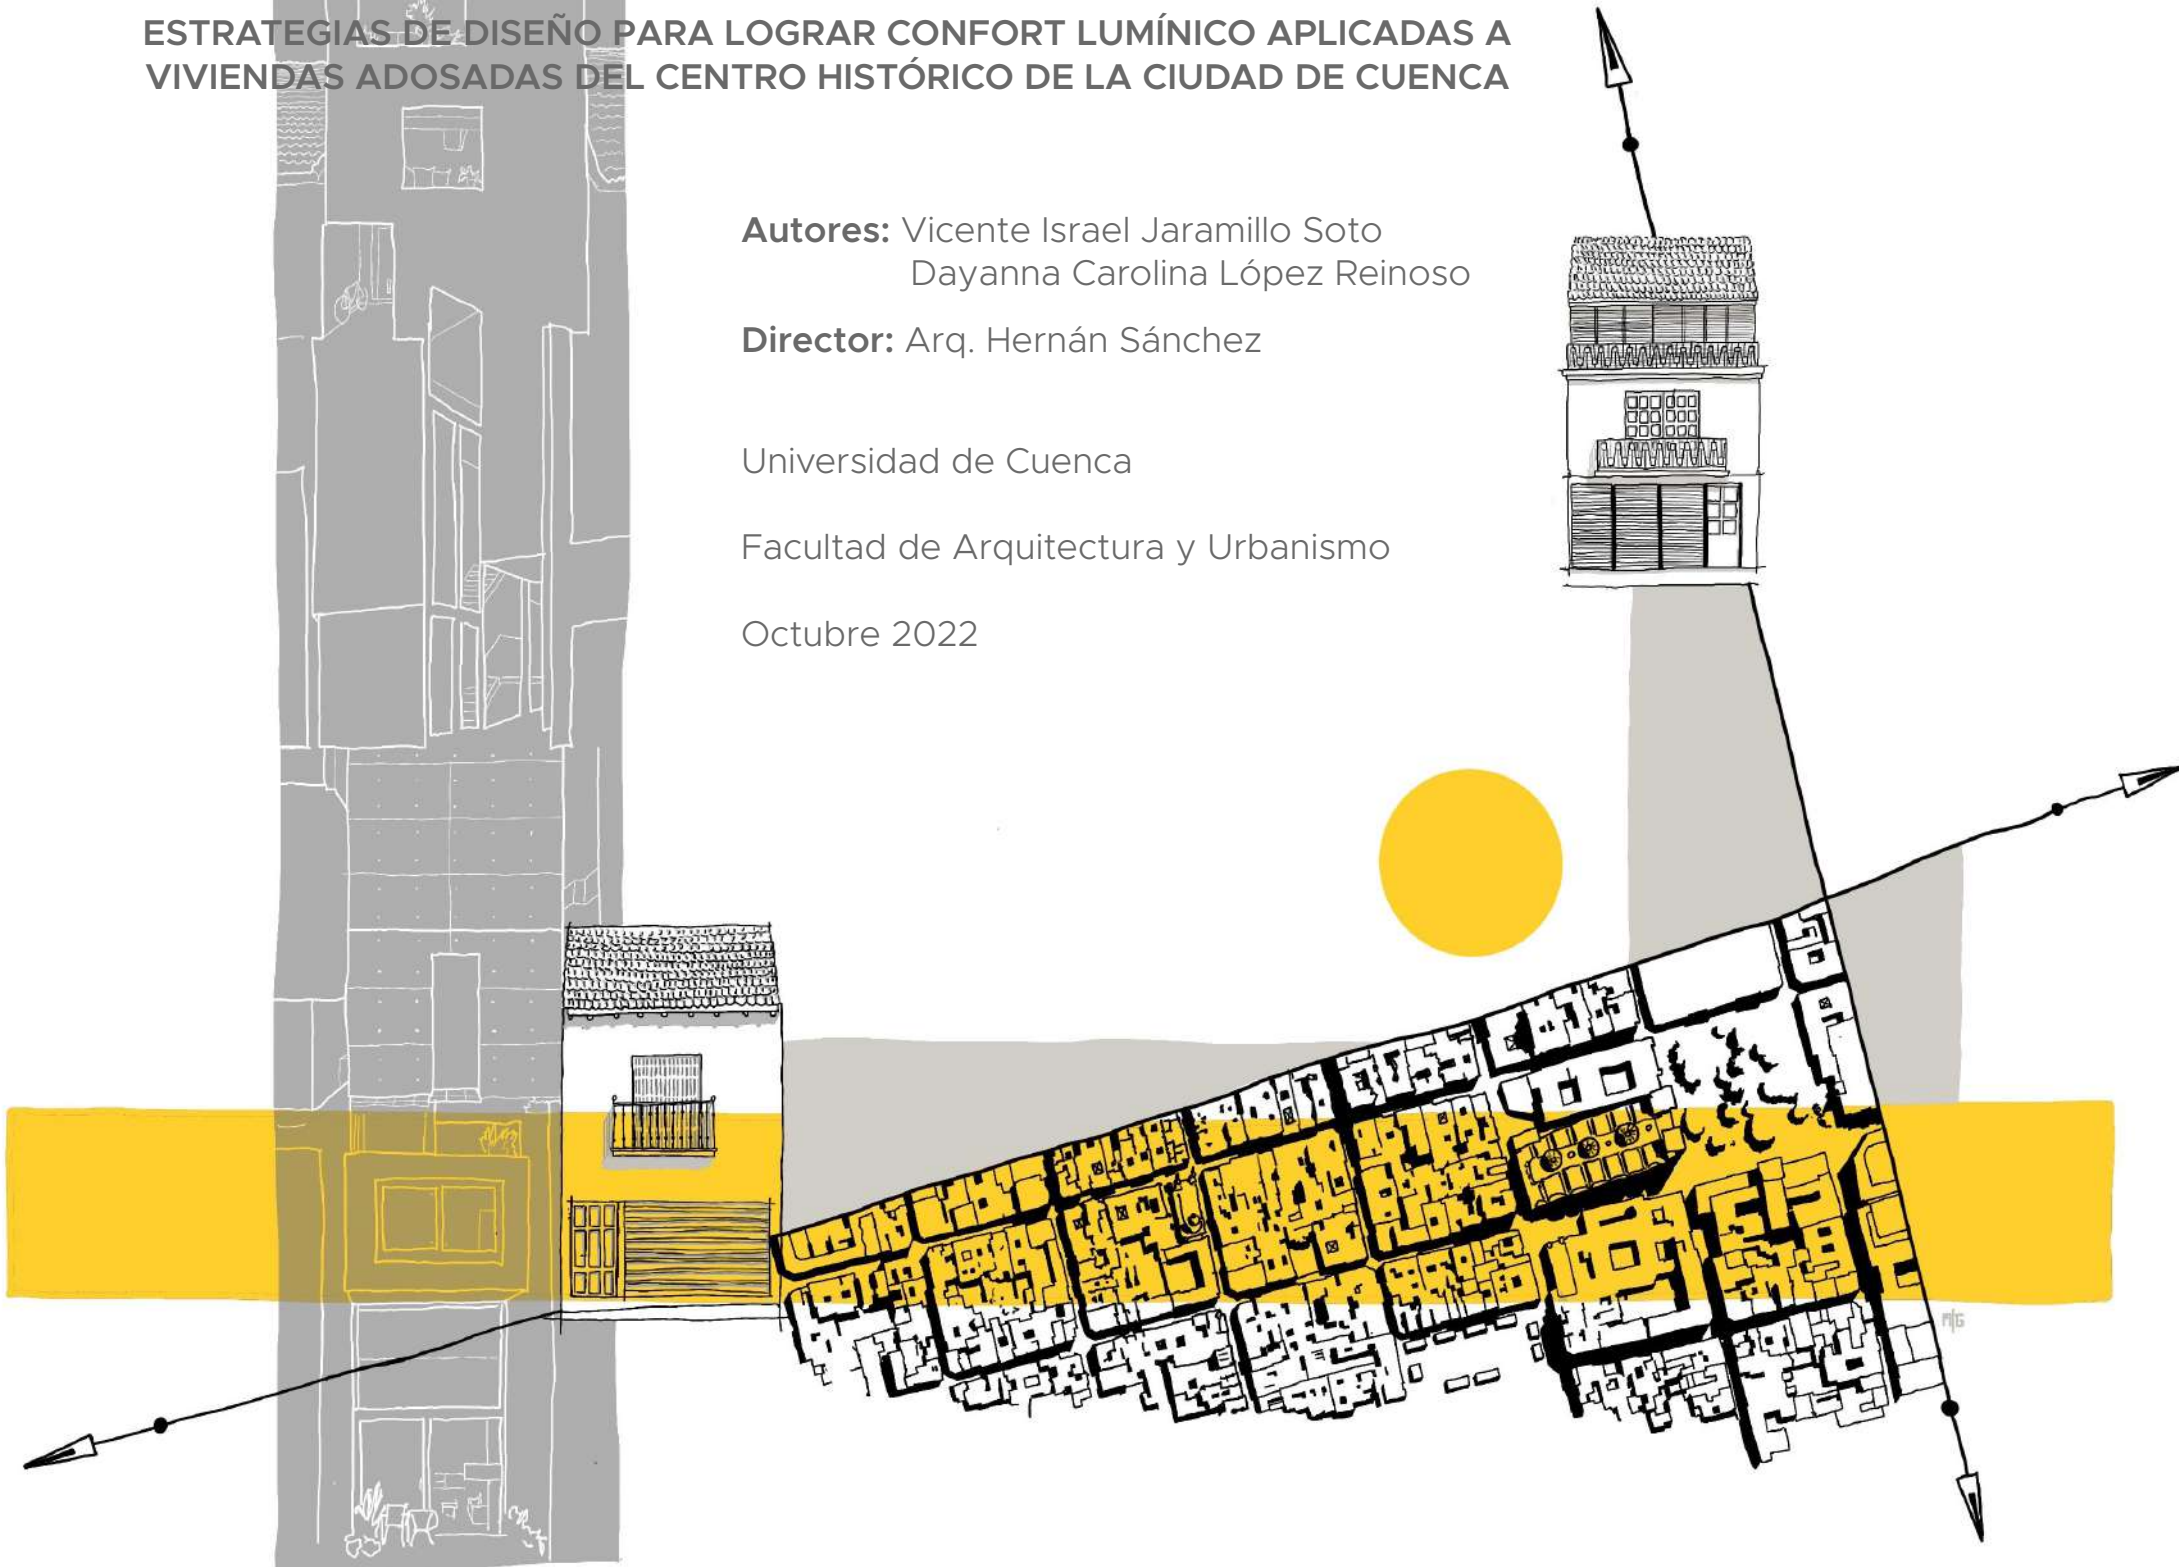 ESTRATEGIAS DE DISEÑO PARA LOGRAR CONFORT LUMÍNICO APLICADAS A
VIVIENDAS ADOSADAS DEL CENTRO HISTÓRICO DE LA CIUDAD DE CUENCA
Autores: Vicente Israel Jaramillo Soto
Dayanna Carolina López Reinoso
Director: Arq. Hernán Sánchez
Universidad de Cuenca
Facultad de Arquitectura y Urbanismo
Octubre 2022